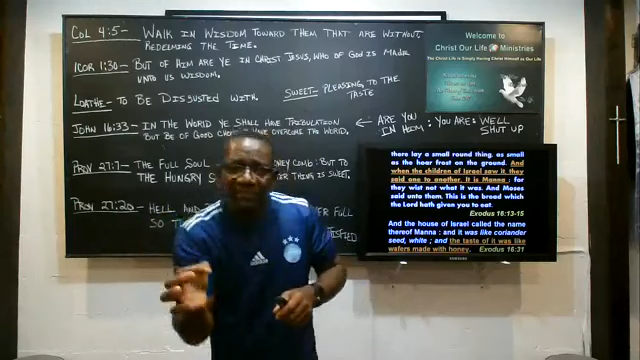 COL 4:5- WALK IN WISDOM TOWARD THEM THAT ARE WITHOUT,
REDEEMING THE TIME.
1COR 1:30- BUT OF HIM ARE YE IN CHRIST JESUS, WHO OF GOD IS MADE
UNTO US WISDOM.
LOATHE- TO BE DISGUSTED WITH. SWEET- PLEASING TO THE
TASTE
JOHN 16:33- IN THE WORLD YE SHALL HAVE TRIBULATION
BUT BE OF GOOD HAVE OVERCOME THE WORLD.
← ARE YOU
IN HIM : YOU ARE: WELL
SHUT UP
PROV 27:7- THE FULL SOUL COMB: BUT TO
THE HUNGRY THING IS SWEET.
PROV 27:20- HELL AND FULL
SO
Welcome to
Christ Our Life Ministries
The Christ Life is Simply Having Christ Himself as Our Life
there lay a small round thing, as small
as the hoar frost on the ground. And
when the children of Israel saw it, they
said one to another, It is Manna: for
they wist not what it was. And Moses
said unto them, This is the bread which
the Lord hath given you to eat.
Exodus 16:13-15
And the house of Israel called the name
thereof Manna: and it was like coriander
seed, white; and the taste of it was like
wafers made with honey. Exodus 16:31
SAMSUNG
adidas